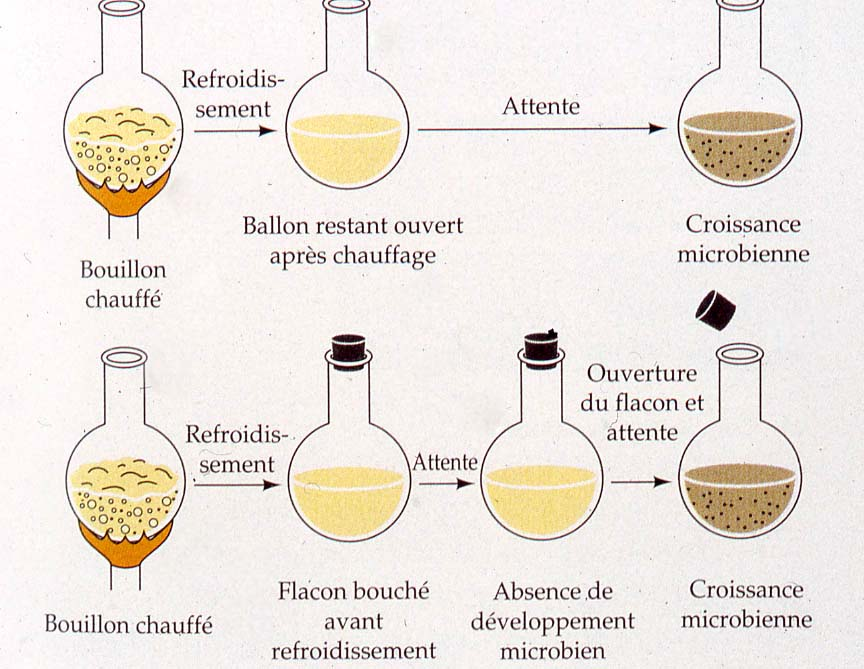 Refroidis-
sement
Attente
Bouillon
chauffé
Ballon restant ouvert
après chauffage
Croissance
microbienne
Refroidis-
sement
Attente
Ouverture
du flacon et
attente
Bouillon chauffé
Flacon bouché
avant
refroidissement
Absence de
développement
microbien
Croissance
microbienne